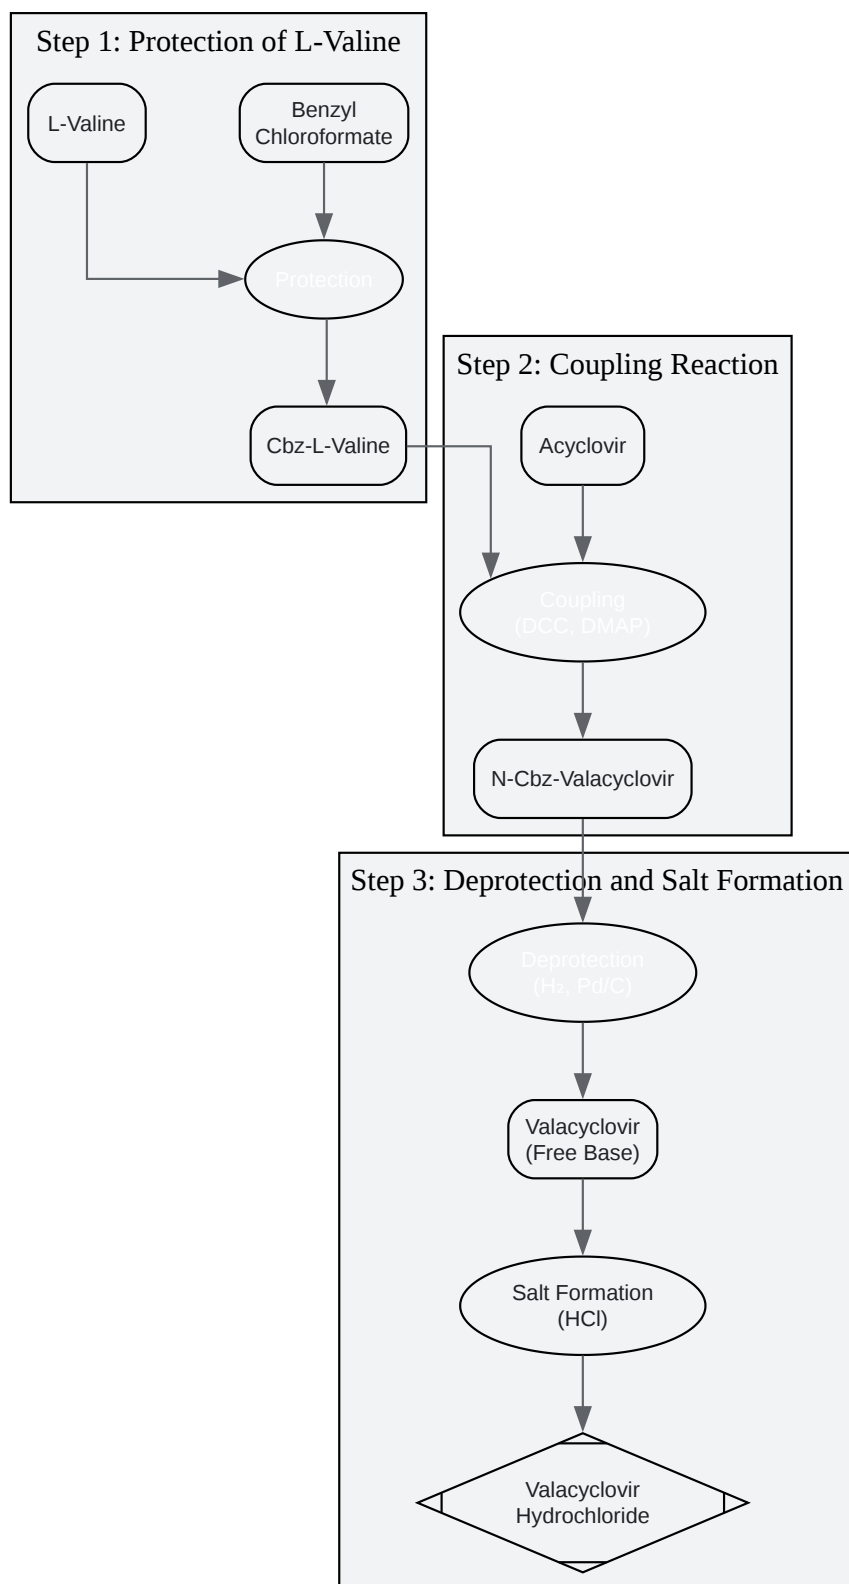 Step 1: Protection of L-Valine
L-Valine
Benzyl
Chloroformate
Protection
Cbz-L-Valine
Step 2: Coupling Reaction
Acyclovir
Coupling
(DCC, DMAP)
N-Cbz-Valacyclovir
Step 3: Deprotection and Salt Formation
Deprotection
(H₂, Pd/C)
Valacyclovir
(Free Base)
Salt Formation
(HCl)
Valacyclovir
Hydrochloride